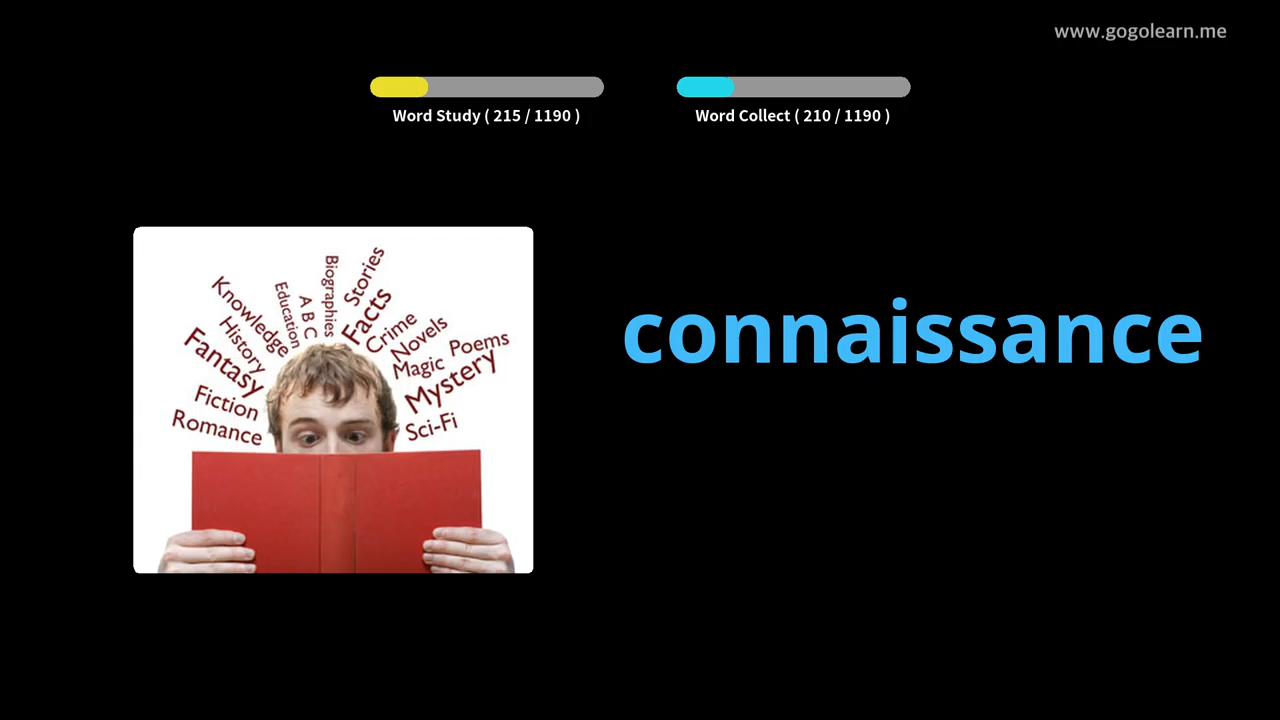 www.gogolearn.me
Word Study ( 215 / 1190 )
Word Collect ( 210 / 1190 )
Knowledge
Education
A B C
Biographies
Stories
Facts
Crime
Novels
Poems
Magic
Mystery
History
Fantasy
Fiction
Romance
Sci-Fi
connaissance